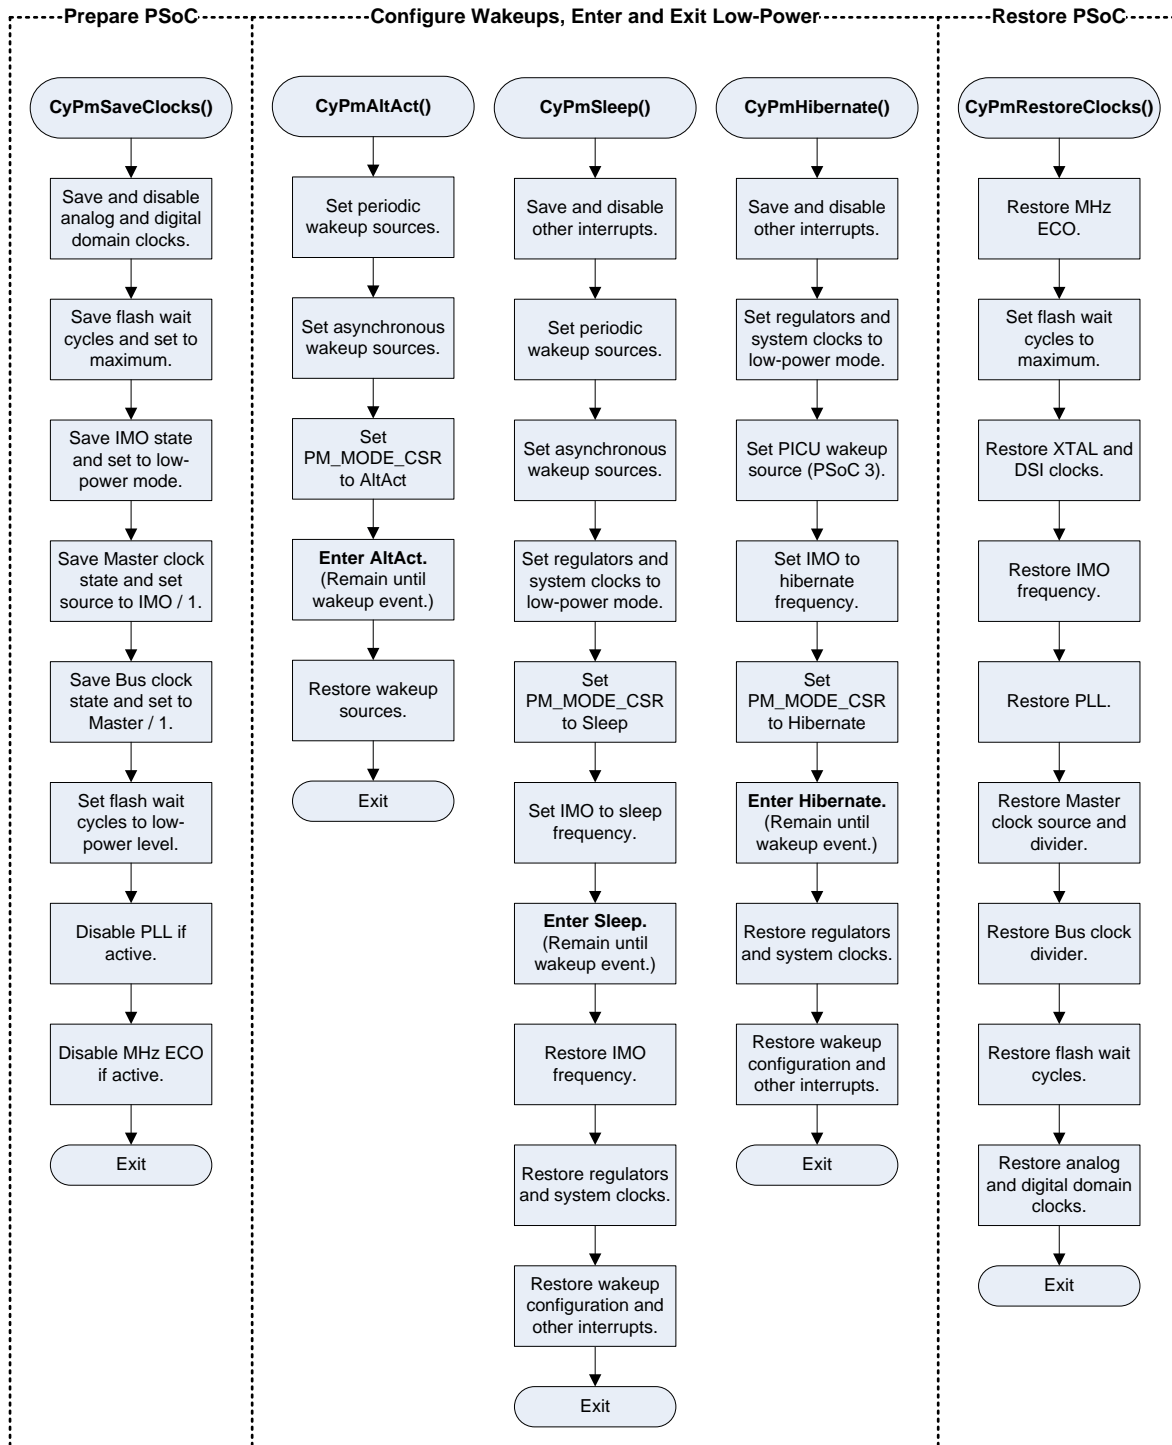 Prepare PSoC
Configure Wakeups, Enter and Exit Low-Power
Restore PSoC
CyPmSaveClocks()
Save and disable
analog and digital
domain clocks.
Save flash wait
cycles and set to
maximum.
Save IMO state
and set to low-
power mode.
Save Master clock
state and set
source to IMO / 1.
Save Bus clock
state and set to
Master / 1.
Set flash wait
cycles to low-
power level.
Disable PLL if
active.
Disable MHz ECO
if active.
Exit
CyPmAltAct()
Set periodic
wakeup sources.
Set asynchronous
wakeup sources.
Set
PM_MODE_CSR
to AltAct
Enter AltAct.
(Remain until
wakeup event.)
Restore wakeup
sources.
Exit
CyPmSleep()
Save and disable
other interrupts.
Set periodic
wakeup sources.
Set asynchronous
wakeup sources.
Set regulators and
system clocks to
low-power mode.
Set
PM_MODE_CSR
to Sleep
Set IMO to sleep
frequency.
Enter Sleep.
(Remain until
wakeup event.)
Restore IMO
frequency.
Restore regulators
and system clocks.
Restore wakeup
configuration and
other interrupts.
Exit
CyPmHibernate()
Save and disable
other interrupts.
Set regulators and
system clocks to
low-power mode.
Set PICU wakeup
source (PSoC 3).
Set IMO to
hibernate
frequency.
Set
PM_MODE_CSR
to Hibernate
Enter Hibernate.
(Remain until
wakeup event.)
Restore regulators
and system clocks.
Restore wakeup
configuration and
other interrupts.
Exit
CyPmRestoreClocks()
Restore MHz
ECO.
Set flash wait
cycles to
maximum.
Restore XTAL and
DSI clocks.
Restore IMO
frequency.
Restore PLL.
Restore Master
clock source and
divider.
Restore Bus clock
divider.
Restore flash wait
cycles.
Restore analog
and digital domain
clocks.
Exit